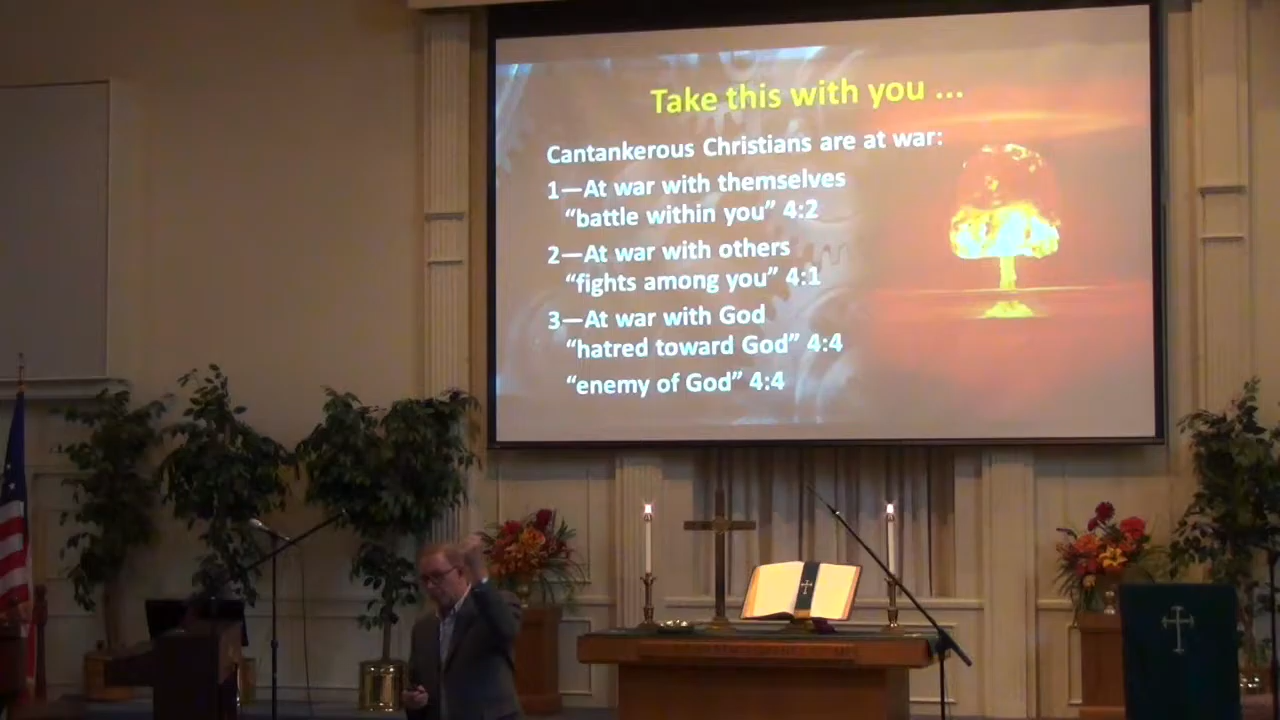 Take this with you ...
Cantankerous Christians are at war:
1—At war with themselves
“battle within you” 4:2
2—At war with others
“fights among you” 4:1
3—At war with God
“hatred toward God” 4:4
“enemy of God” 4:4